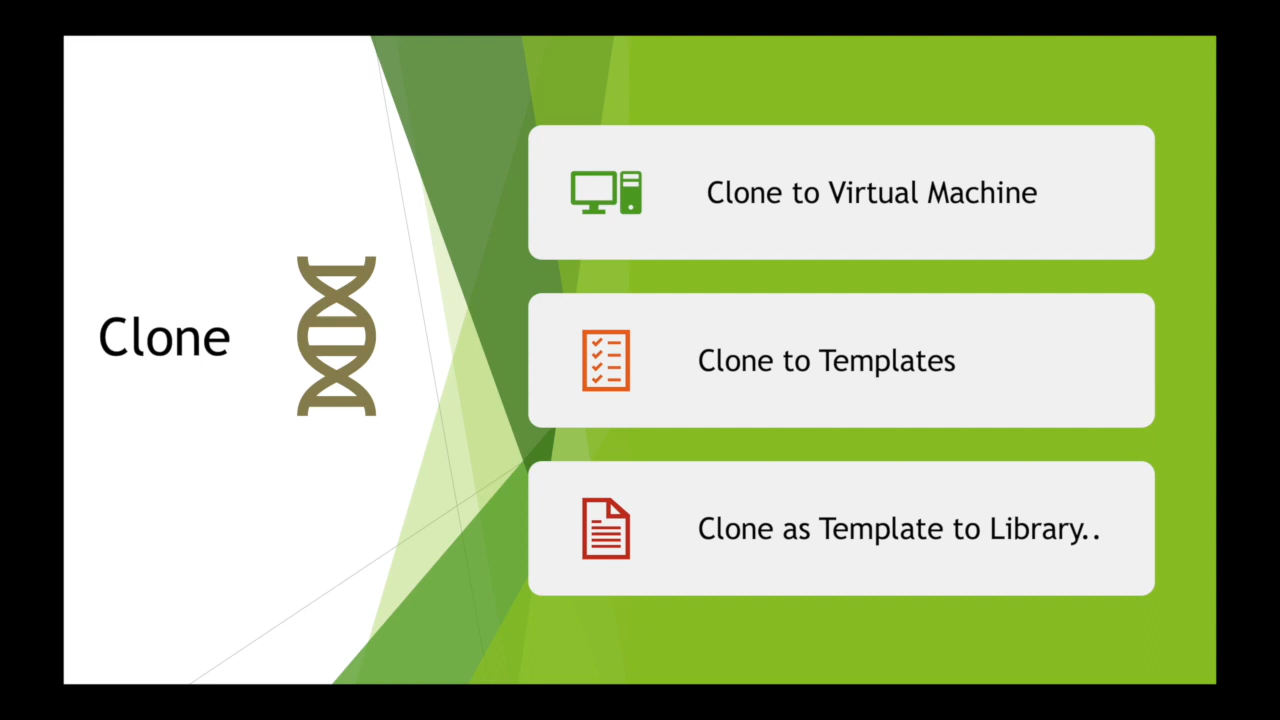 Clone
Clone to Virtual Machine
Clone to Templates
Clone as Template to Library..